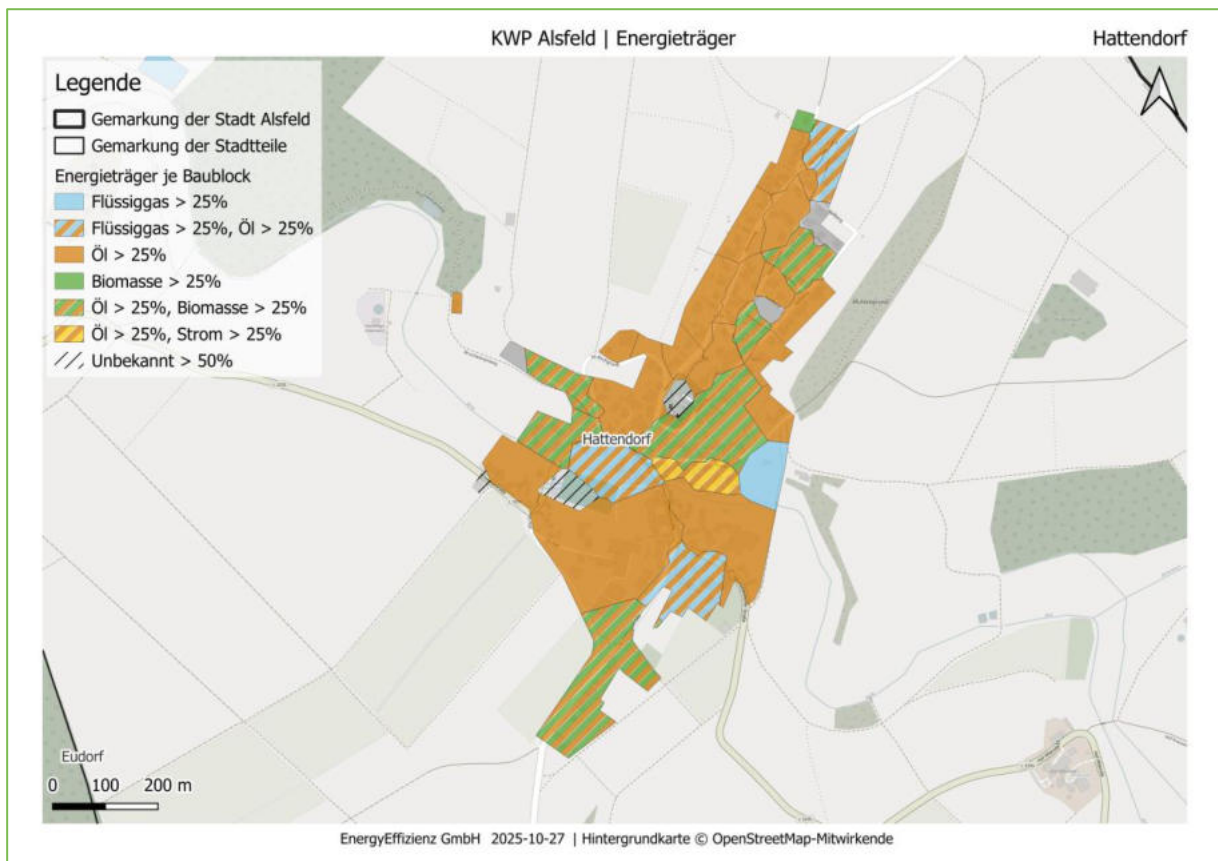 KWP Alsfeld | Energieträger
Hattendorf
Legende
Gemarkung der Stadt Alsfeld
Gemarkung der Stadtteile
Energieträger je Baublock
Flüssiggas > 25%
Flüssiggas > 25%, Öl > 25%
Öl > 25%
Biomasse > 25%
Öl > 25%, Biomasse > 25%
Öl > 25%, Strom > 25%
Unbekannt > 50%
Hattendorf
Eudorf
0 100 200 m
EnergyEffizienz GmbH 2025-10-27 | Hintergrundkarte © OpenStreetMap-Mitwirkende